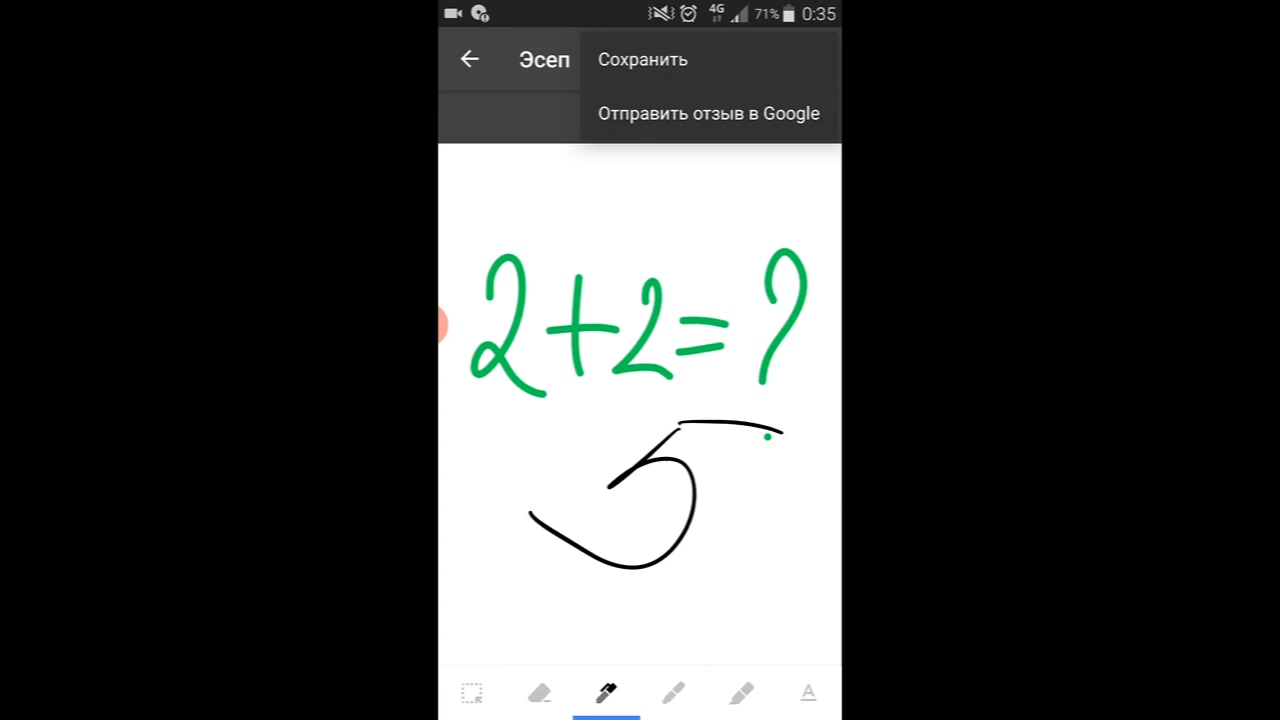 4G 71% 0:35
Эсеп
Сохранить
Отправить отзыв в Google
2+2=?
5
A